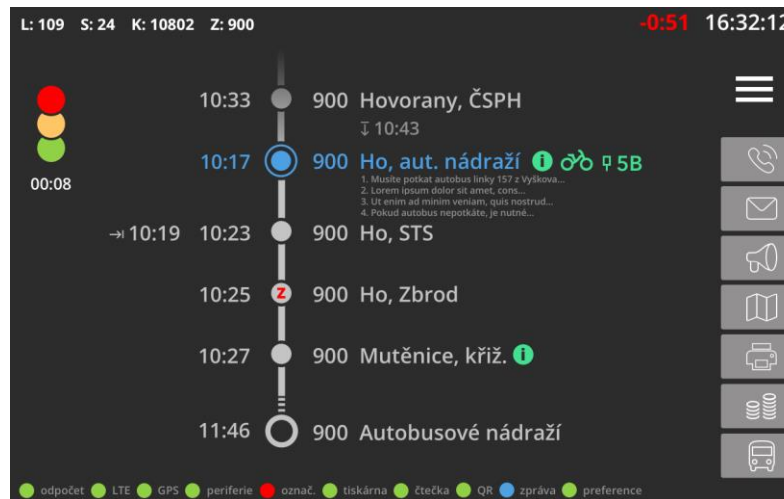 L: 109 S: 24 K: 10802 Z: 900 -0:51 16:32:12
10:33 900 Hovorany, ČSPH
10:43
10:17 900 Ho, aut. nádraží i 5B
1. Musíte potkat autobus linky 157 z Vyškova...
2. Lorem ipsum dolor sit amet, cons...
3. Ut enim ad minim veniam, quis nostrud...
4. Pokud autobus nepotkáte, je nutné...
00:08
10:19 10:23 900 Ho, STS
10:25 Z 900 Ho, Zbrod
10:27 900 Mutěnice, křiž. i
11:46 900 Autobusové nádraží
odpočet LTE GPS periferie označ. tiskárna čtečka QR zpráva preference